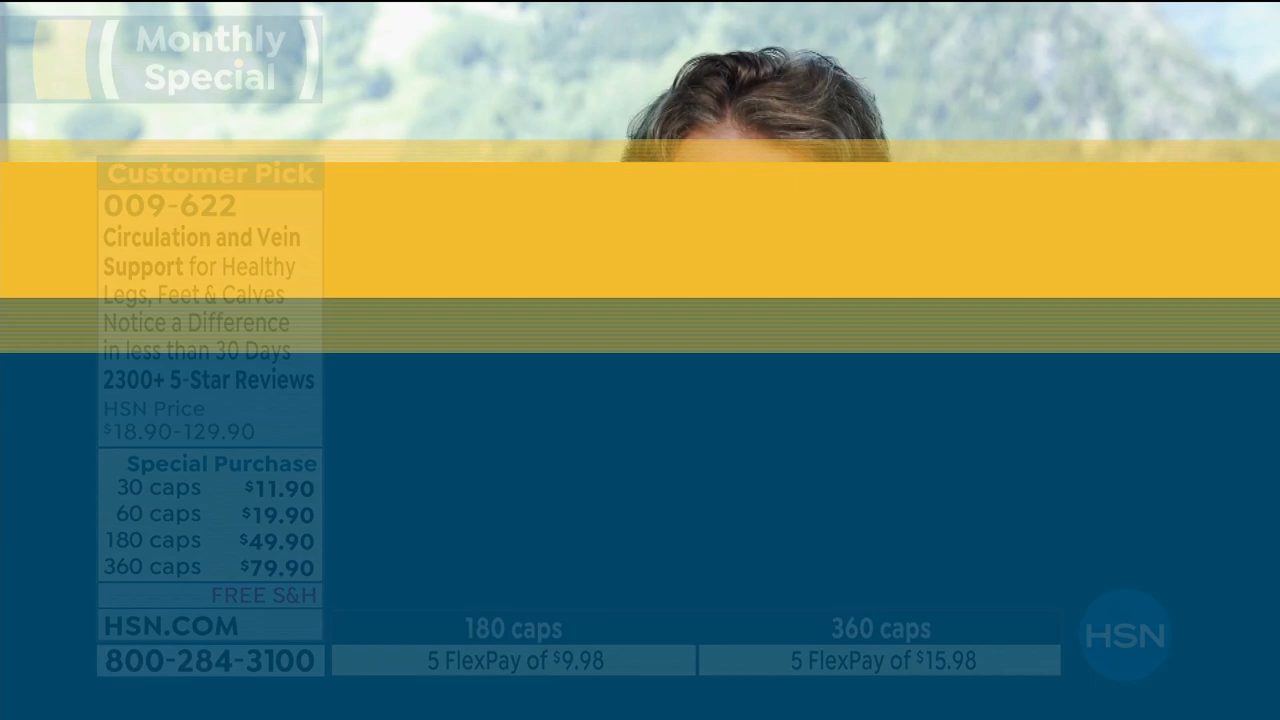 Monthly
Special
Customer Pick
009-622
Circulation and Vein
Support for Healthy
Legs, Feet & Calves
Notice a Difference
in less than 30 Days
2300+ 5-Star Reviews
HSN Price
$18.90-129.90
Special Purchase
30 caps $11.90
60 caps $19.90
180 caps $49.90
360 caps $79.90
FREE S&H
HSN.COM
800-284-3100
180 caps 360 caps
5 FlexPay of $9.98 5 FlexPay of $15.98
HSN